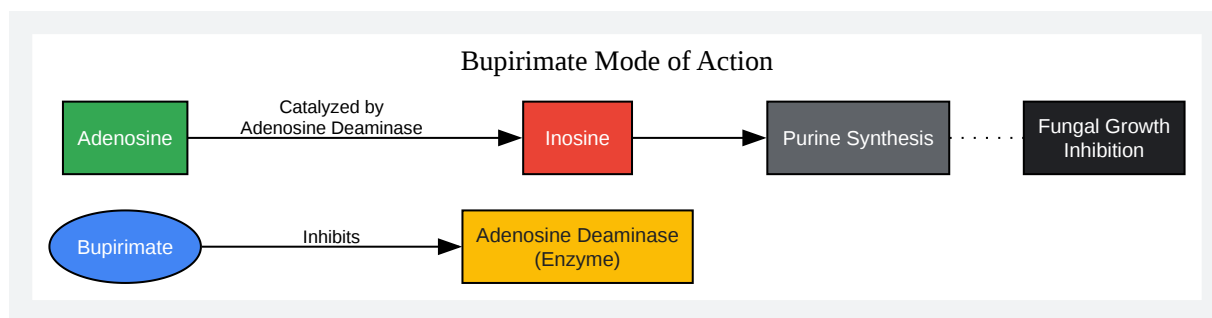 Bupirimate Mode of Action
Adenosine
Catalyzed by
Adenosine Deaminase
Inosine
Purine Synthesis
Fungal Growth
Inhibition
Bupirimate
Inhibits
Adenosine Deaminase
(Enzyme)